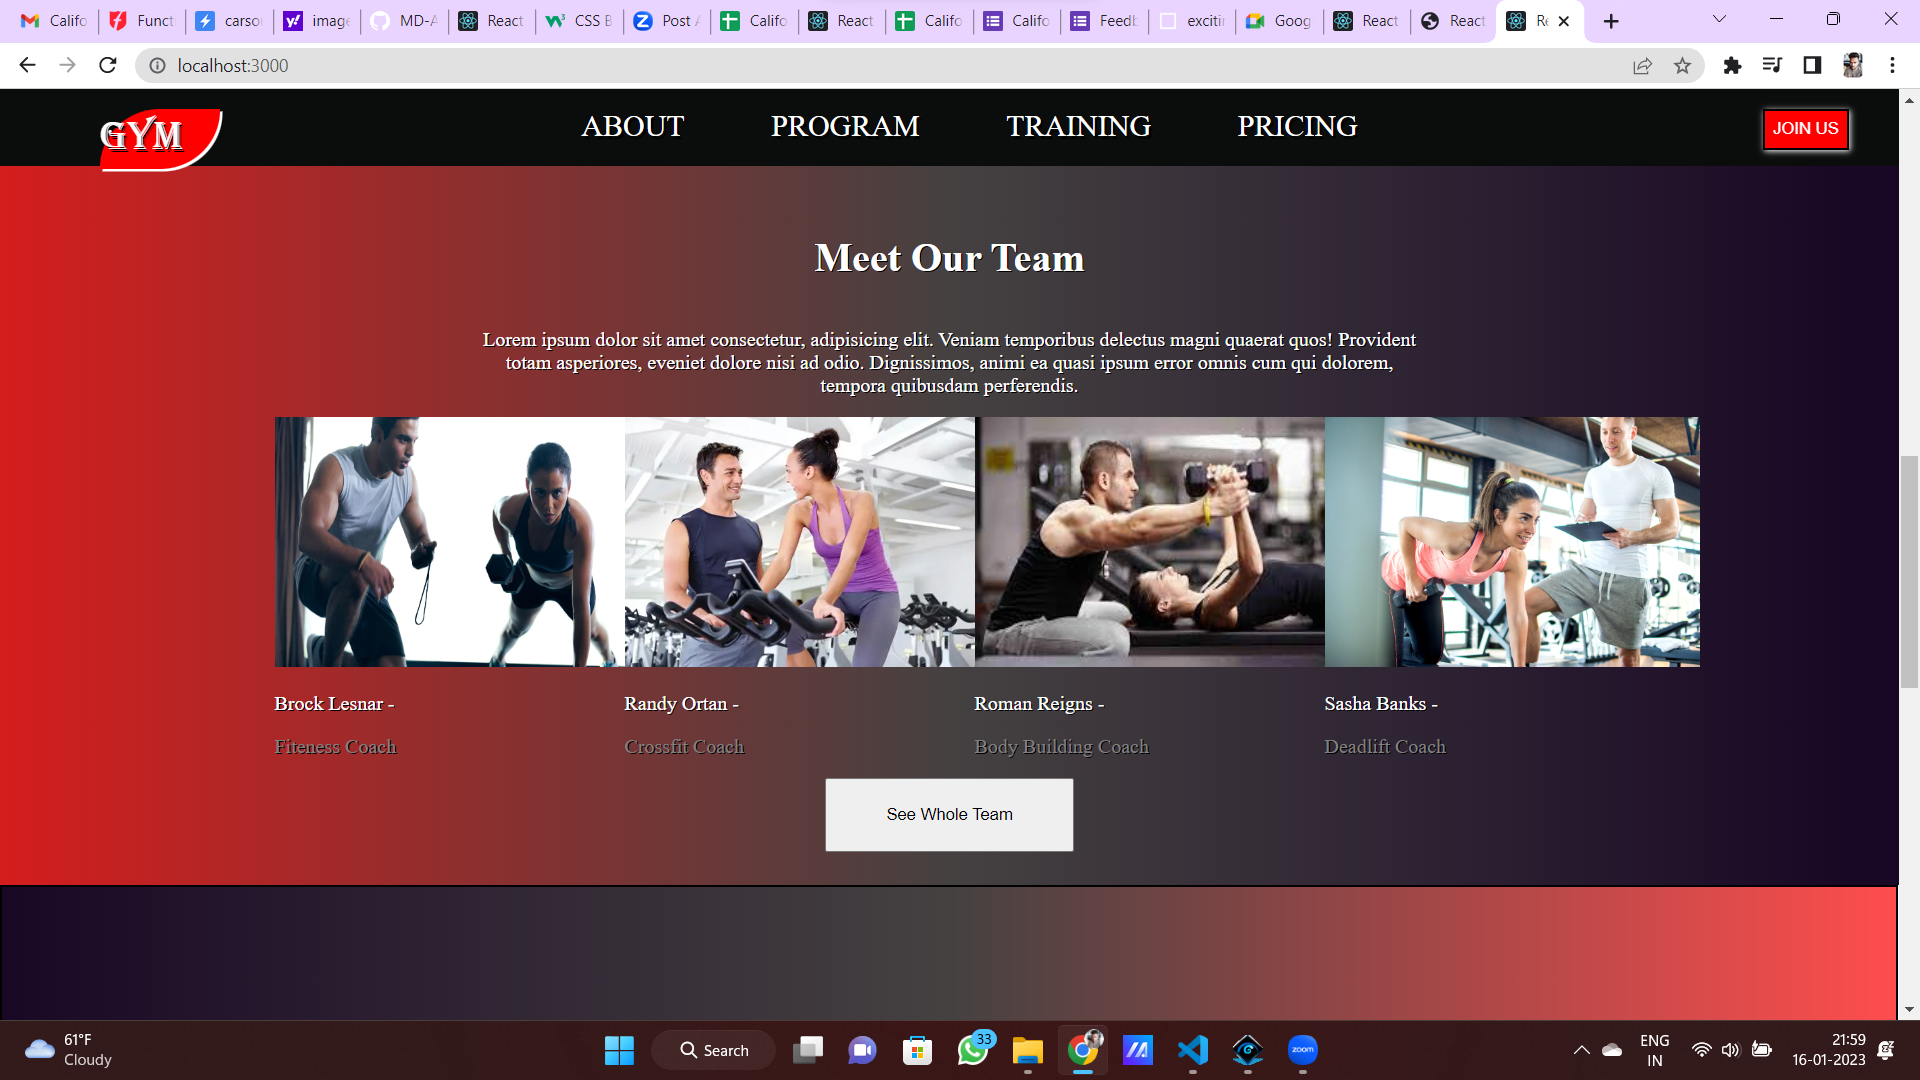 Califo
Funct
carso
image
MD-A
React
CSS B
Post A
Califo
React
Califo
Califo
Feedb
excitin
Goog
React
React
Re
localhost:3000
GYM
ABOUT
PROGRAM
TRAINING
PRICING
JOIN US
Meet Our Team
Lorem ipsum dolor sit amet consectetur, adipisicing elit. Veniam temporibus delectus magni quaerat quos! Provident
totam asperiores, eveniet dolore nisi ad odio. Dignissimos, animi ea quasi ipsum error omnis cum qui dolorem,
tempora quibusdam perferendis.
Brock Lesnar -
Randy Ortan -
Roman Reigns -
Sasha Banks -
Fiteness Coach
Crossfit Coach
Body Building Coach
Deadlift Coach
See Whole Team
61°F
Cloudy
Search
33
zoom
ENG
IN
21:59
16-01-2023